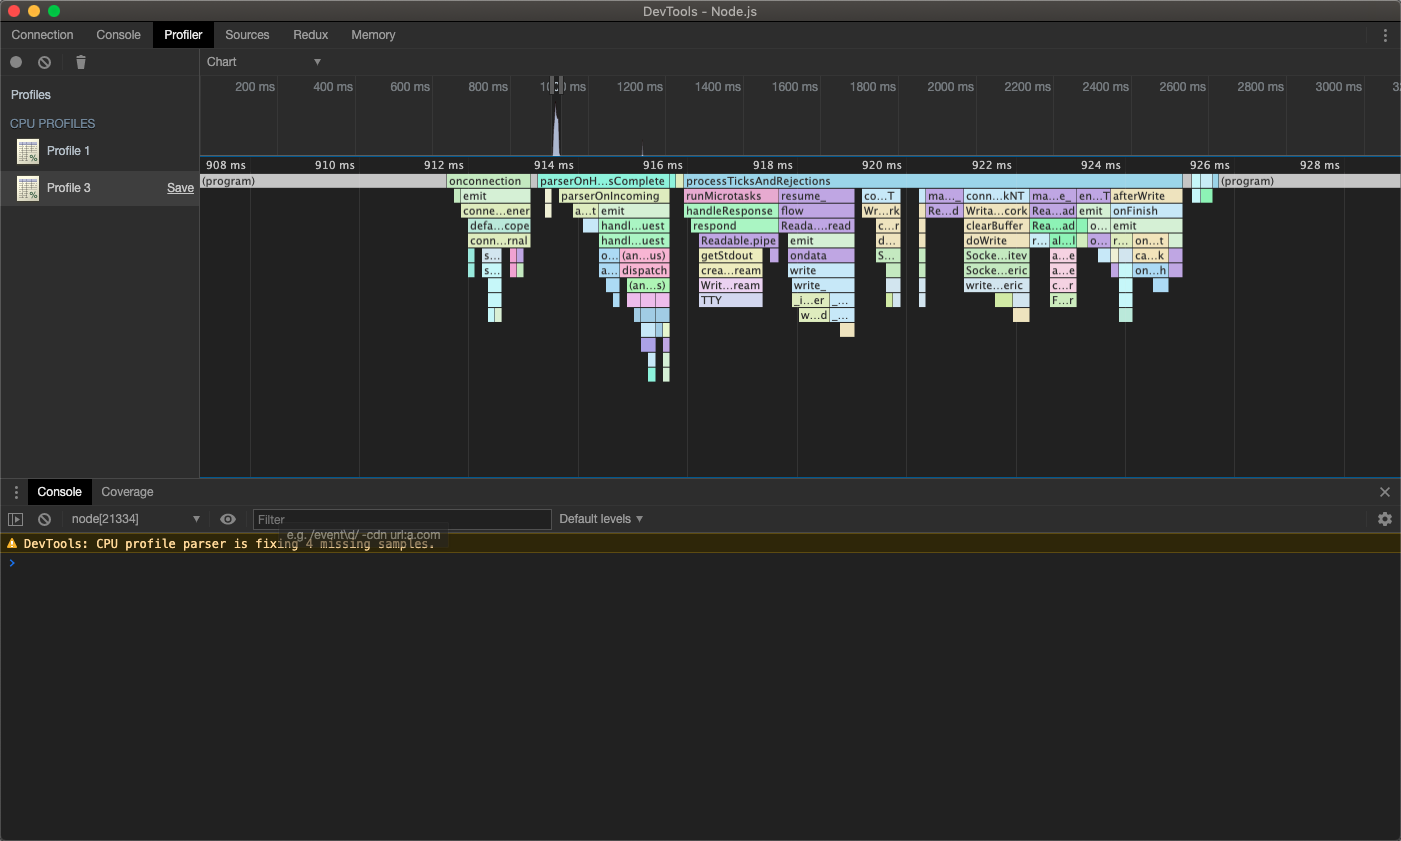 DevTools - Node.js
Connection Console Profiler Sources Redux Memory
Chart ▼
Profiles
CPU PROFILES
Profile 1
Profile 3 Save
200 ms 400 ms 600 ms 800 ms 1200 ms 1400 ms 1600 ms 1800 ms 2000 ms 2200 ms 2400 ms 2600 ms 2800 ms 3000 ms
908 ms 910 ms 912 ms 914 ms 916 ms 918 ms 920 ms 922 ms 924 ms 926 ms 928 ms
(program) onconnection parserOnH…sComplete processTicksAndRejections (program)
emit parserOnIncoming runMicrotasks resume_ co…T ma…_ conn…kNT ma…e_ en…T afterWrite
conne…ener a…t emit handleResponse flow Wr…rk Re…d Writa…cork Rea…ad emit onFinish
defa…cope handl…uest respond Reada….read c…r clearBuffer Rea…ad o… emit
conn…rnal handl…uest Readable.pipe emit d… doWrite r… al…l o… r… on…t
s… o… (an…us) getStdout ondata S… Socke…itev a…e ca…k
s… a… dispatch crea…ream write Socke…eric a…e on…h
(an…s) Writ…ream write_ write…eric c…r
TTY _i…er _… F…r
w…d _…
Console Coverage
node[21334] ▼ Filter Default levels ▼
e.g. /event\d/ -cdn url:a.com
DevTools: CPU profile parser is fixing 4 missing samples.